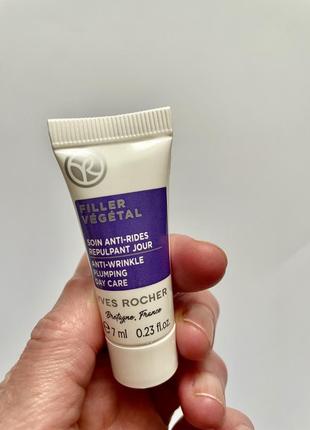 FILLER
VÉGÉTAL
SOIN ANTI-RIDES
REPULPANT JOUR
ANTI-WRINKLE
PLUMPING
DAY CARE
YVES ROCHER
Bretagne, France
e 7 ml 0.23 fl.oz.